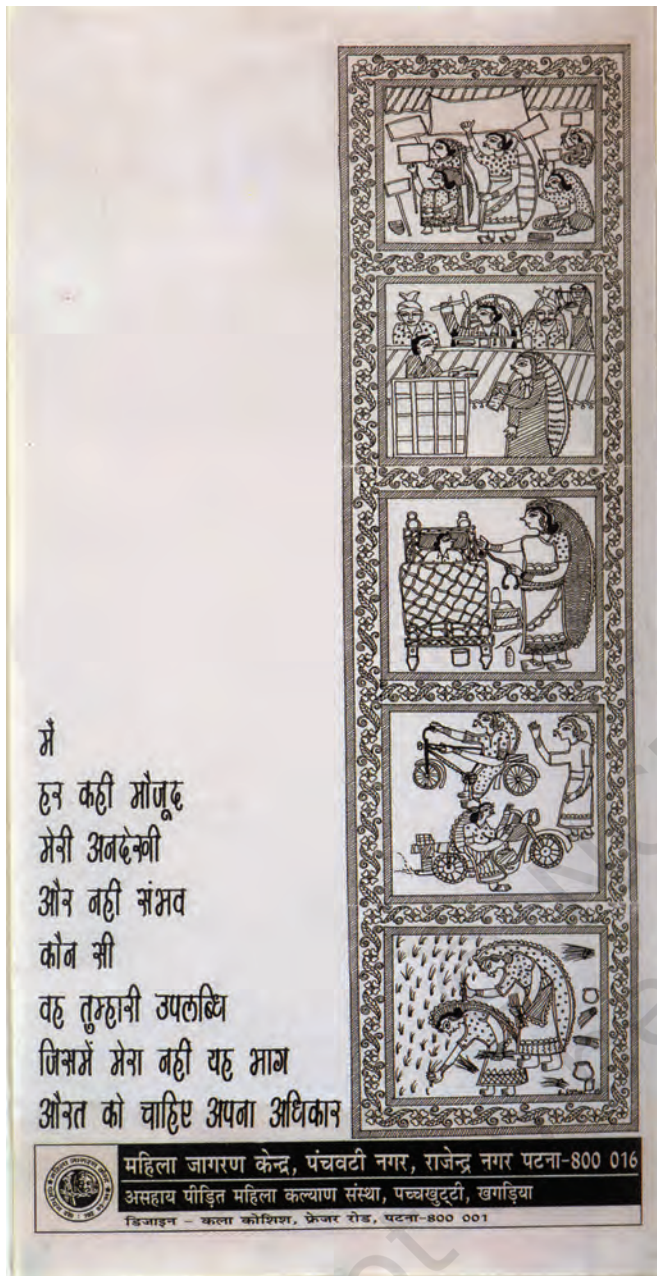 मैं
हर कहीं मौजूद
मेरी अनदेखी
और नहीं संभव
कौन सी
वह तुम्हारी उपलब्धि
जिसमें मेरा नहीं यह भाग
औरत को चाहिए अपना अधिकार
महिला जागरण केन्द्र, पंचवटी नगर, राजेन्द्र नगर पटना-800 016
असहाय पीड़ित महिला कल्याण संस्था, पच्चखुट्टी, खगड़िया
डिजाइन - कला कोशिश, फ्रेजर रोड, पटना-800 001